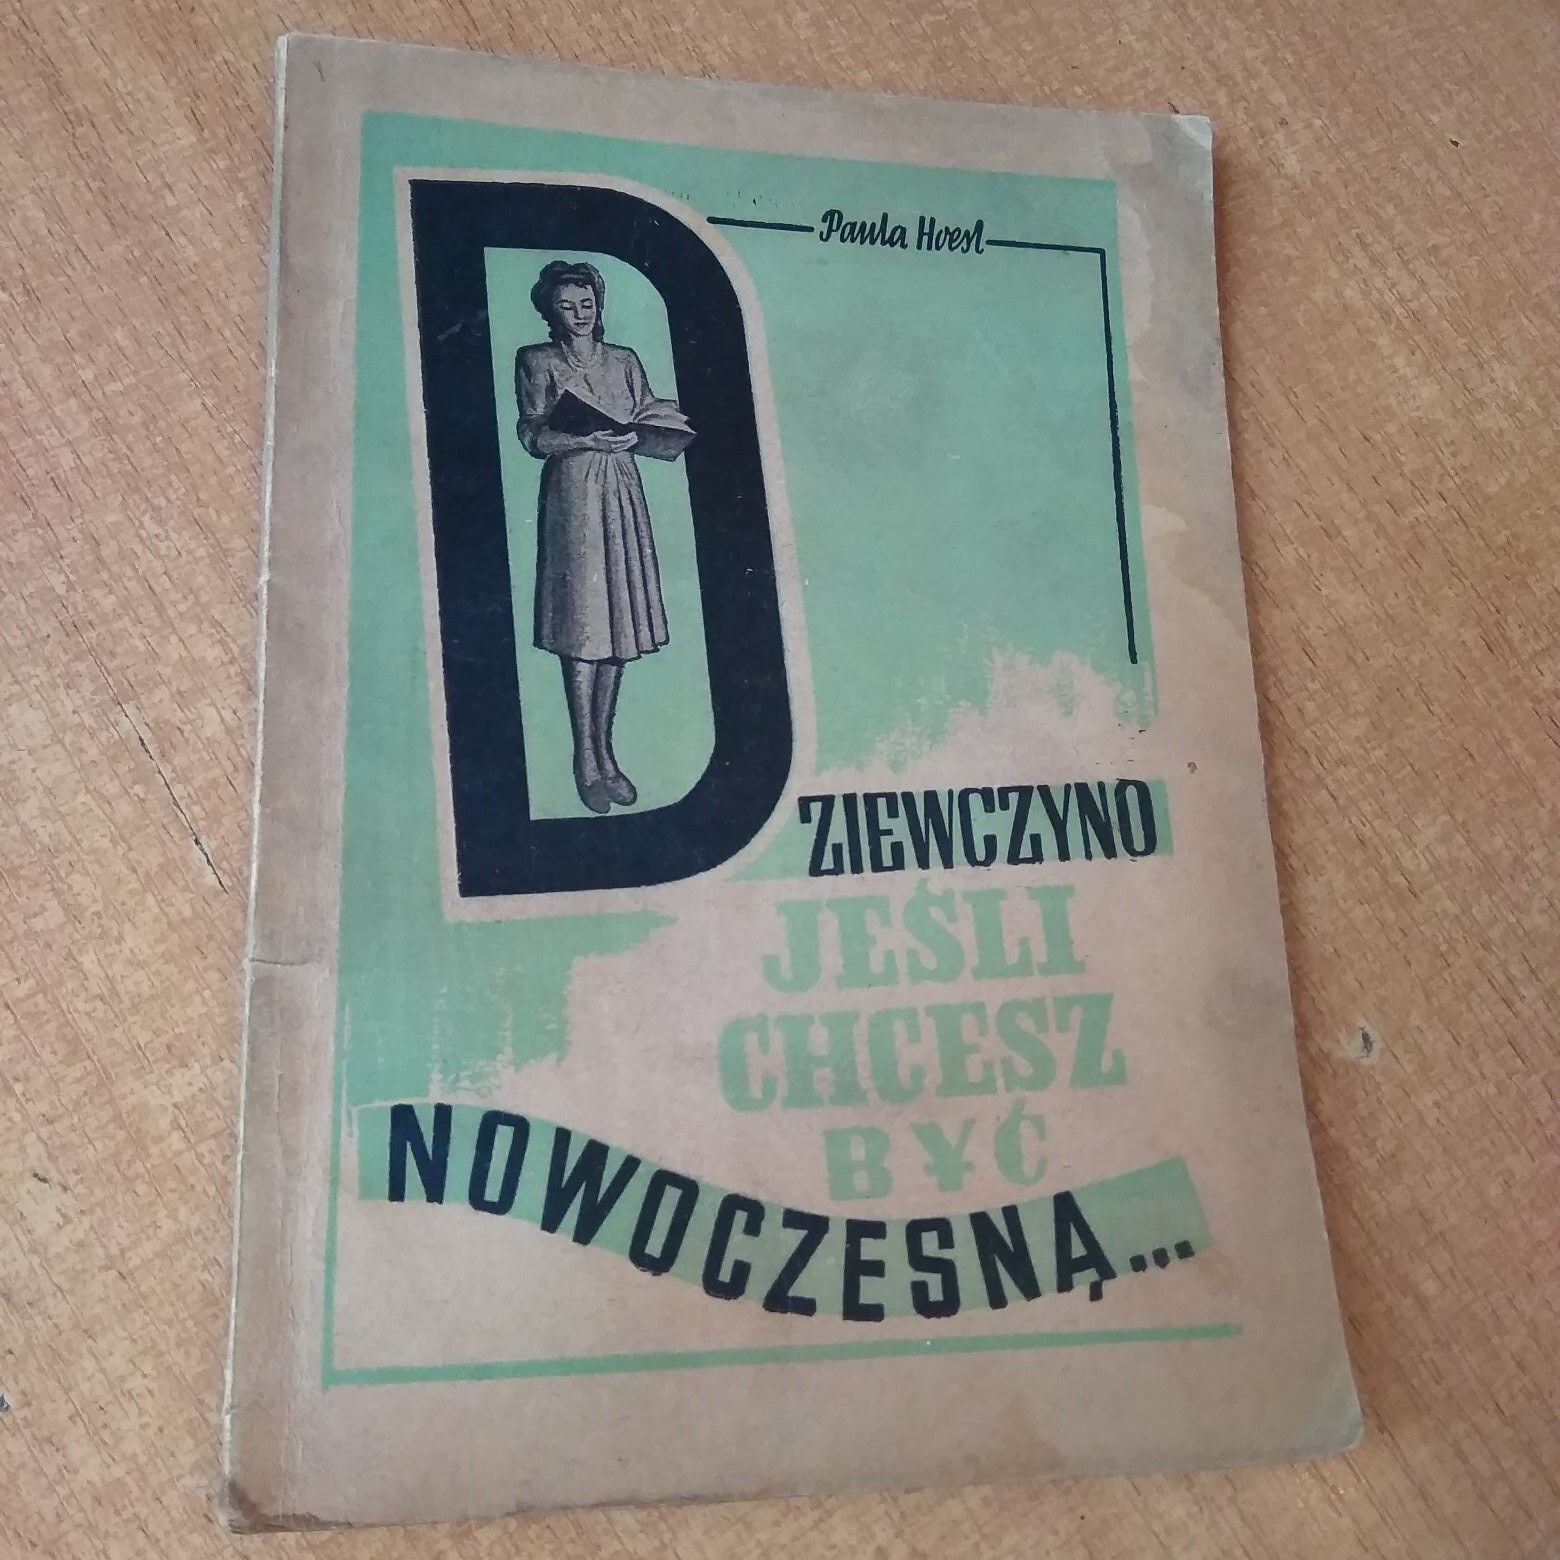 Paula Hoesl
DZIEWCZYNO
JEŚLI
CHCESZ
BYĆ
NOWOCZESNĄ...